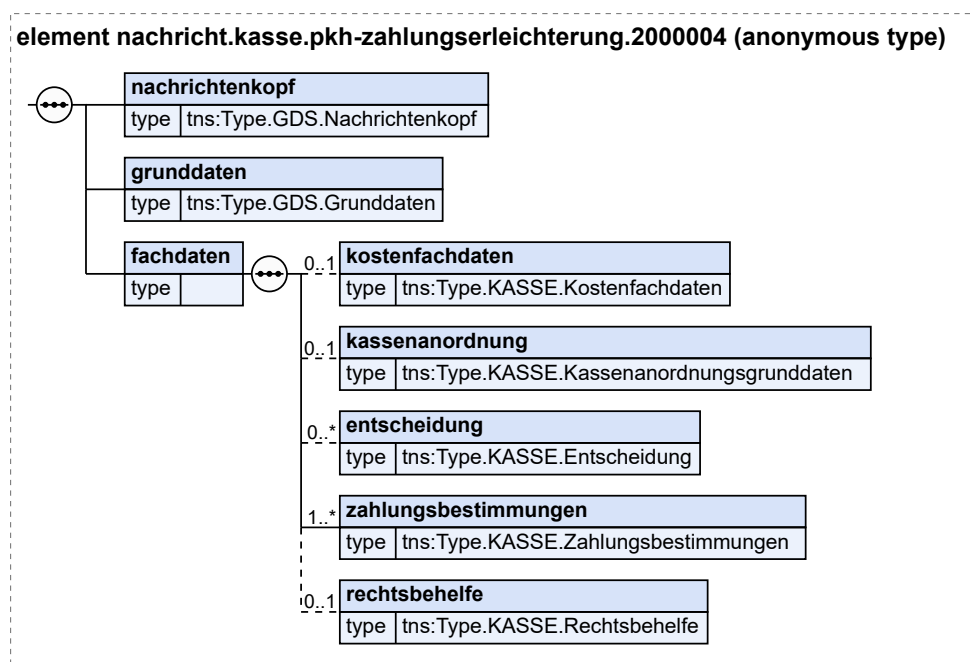 element nachricht.kasse.pkh-zahlungserleichterung.2000004 (anonymous type)
nachrichtenkopf
type tns:Type.GDS.Nachrichtenkopf
grunddaten
type tns:Type.GDS.Grunddaten
fachdaten
type
0..1 kostenfachdaten
type tns:Type.KASSE.Kostenfachdaten
0..1 kassenanordnung
type tns:Type.KASSE.Kassenanordnungsgrunddaten
0..* entscheidung
type tns:Type.KASSE.Entscheidung
1..* zahlungsbestimmungen
type tns:Type.KASSE.Zahlungsbestimmungen
0..1 rechtsbehelfe
type tns:Type.KASSE.Rechtsbehelfe